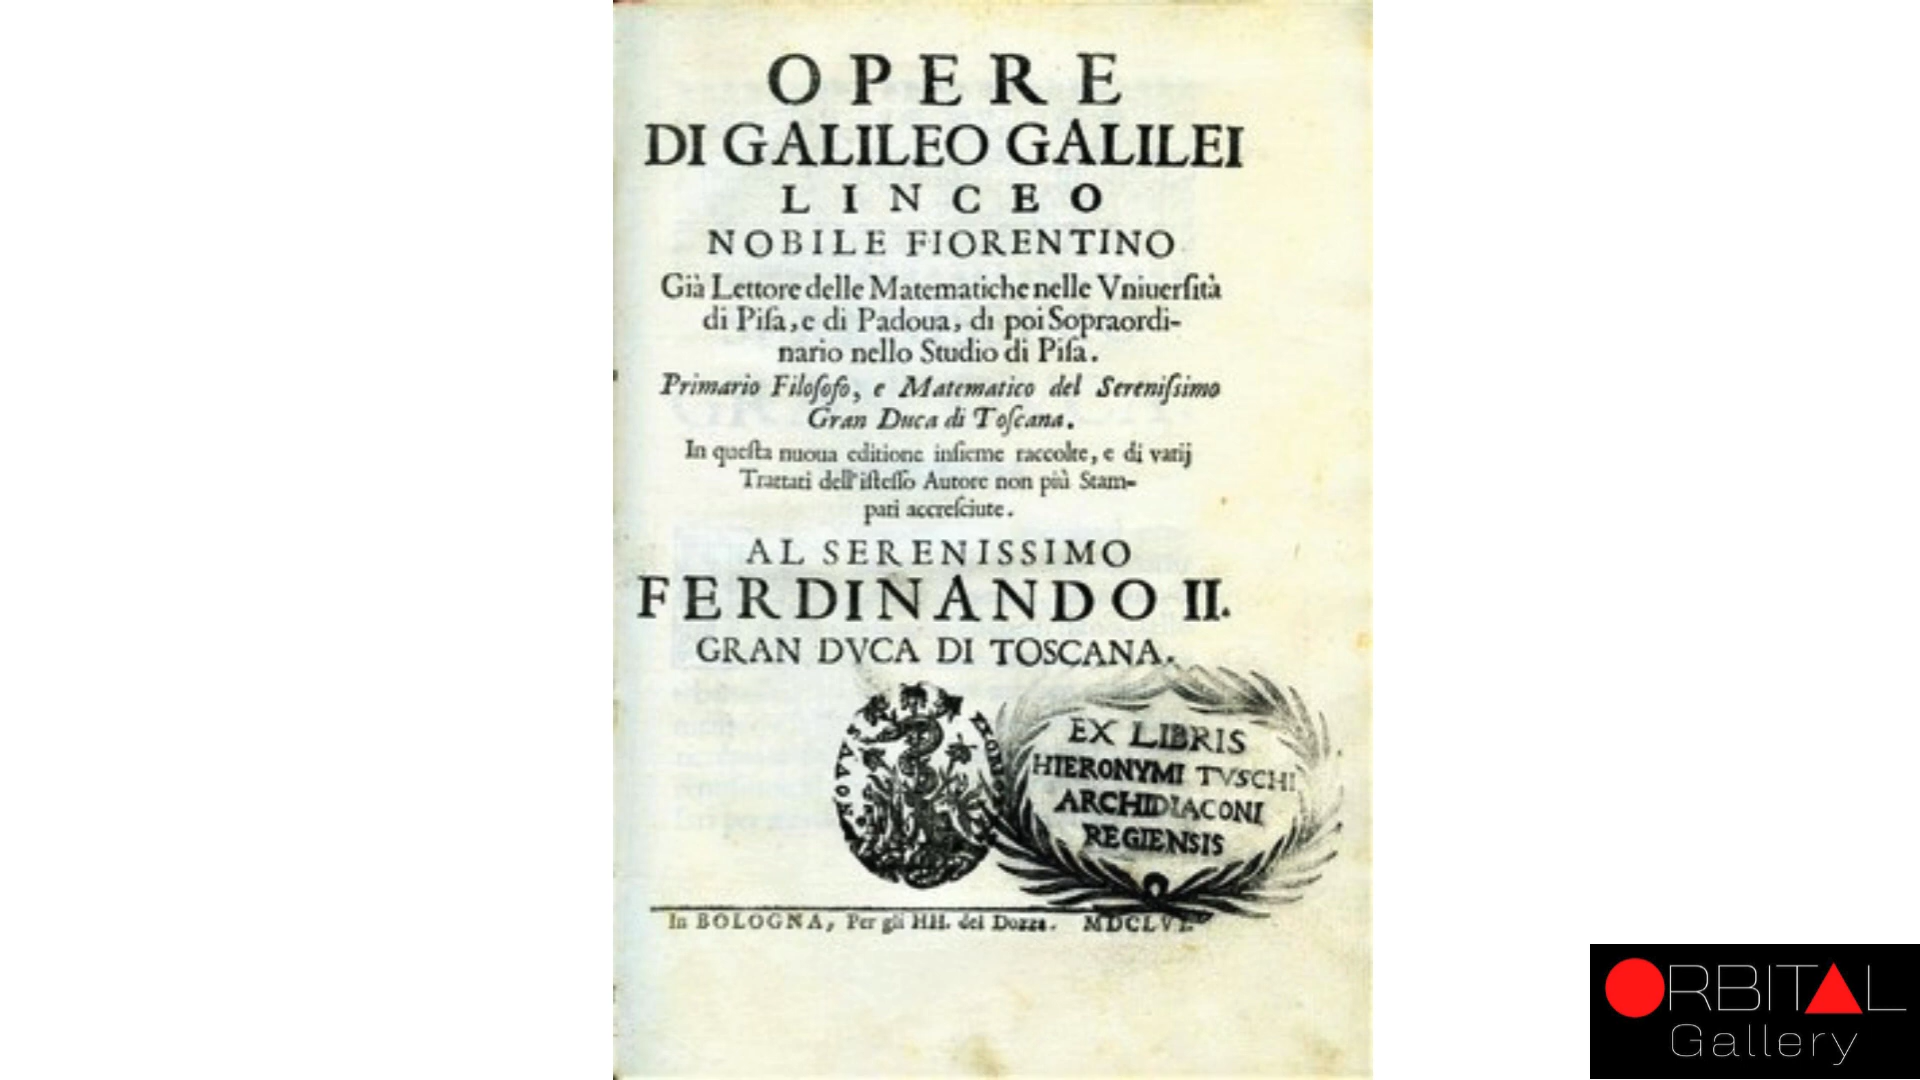 OPERE
DI GALILEO GALILEI
LINCEO
NOBILE FIORENTINO
Già Lettore delle Matematiche nelle Vniuerſità
di Piſa, e di Padoua, di poi Sopraordi-
nario nello Studio di Piſa.
Primario Filoſofo, e Matematico del Sereniſsimo
Gran Duca di Toſcana.
In queſta nuoua editione inſieme raccolte, e di varij
Trattati dell'iſteſſo Autore non più Stam-
pati accreſciute.
AL SERENISSIMO
FERDINANDO II.
GRAN DVCA DI TOSCANA.
EX LIBRIS
HIERONYMI TVSCHI
ARCHIDIACONI
REGIENSIS
In BOLOGNA, Per gli HH. del Dozza. MDCLVI.
ORBITAL
Gallery